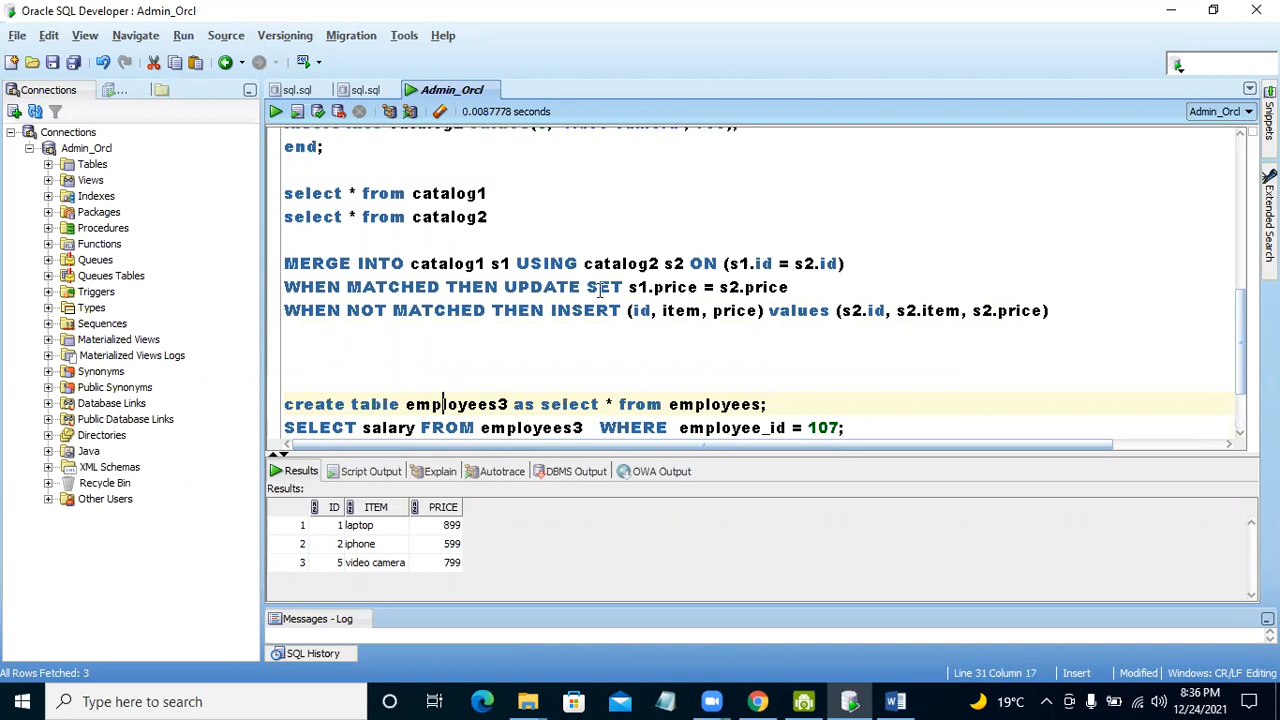 Oracle SQL Developer : Admin_Orcl
File Edit View Navigate Run Source Versioning Migration Tools Help
Connections
...
sql.sql
sql.sql
Admin_Orcl
0.0087778 seconds
Admin_Orcl
Connections
Admin_Orcl
Tables
Views
Indexes
Packages
Procedures
Functions
Queues
Queues Tables
Triggers
Types
Sequences
Materialized Views
Materialized Views Logs
Synonyms
Public Synonyms
Database Links
Public Database Links
Directories
Java
XML Schemas
Recycle Bin
Other Users
end;
select * from catalog1
select * from catalog2
MERGE INTO catalog1 s1 USING catalog2 s2 ON (s1.id = s2.id)
WHEN MATCHED THEN UPDATE SET s1.price = s2.price
WHEN NOT MATCHED THEN INSERT (id, item, price) values (s2.id, s2.item, s2.price)
create table employees3 as select * from employees;
SELECT salary FROM employees3 WHERE employee_id = 107;
Results Script Output Explain Autotrace DBMS Output OWA Output
Results:
ID ITEM PRICE
1 1 laptop 899
2 2 iphone 599
3 5 video camera 799
Messages - Log
SQL History
All Rows Fetched: 3
Line 31 Column 17 Insert Modified Windows: CR/LF Editing
Snippets
Extended Search
Type here to search
19°C
8:36 PM
12/24/2021